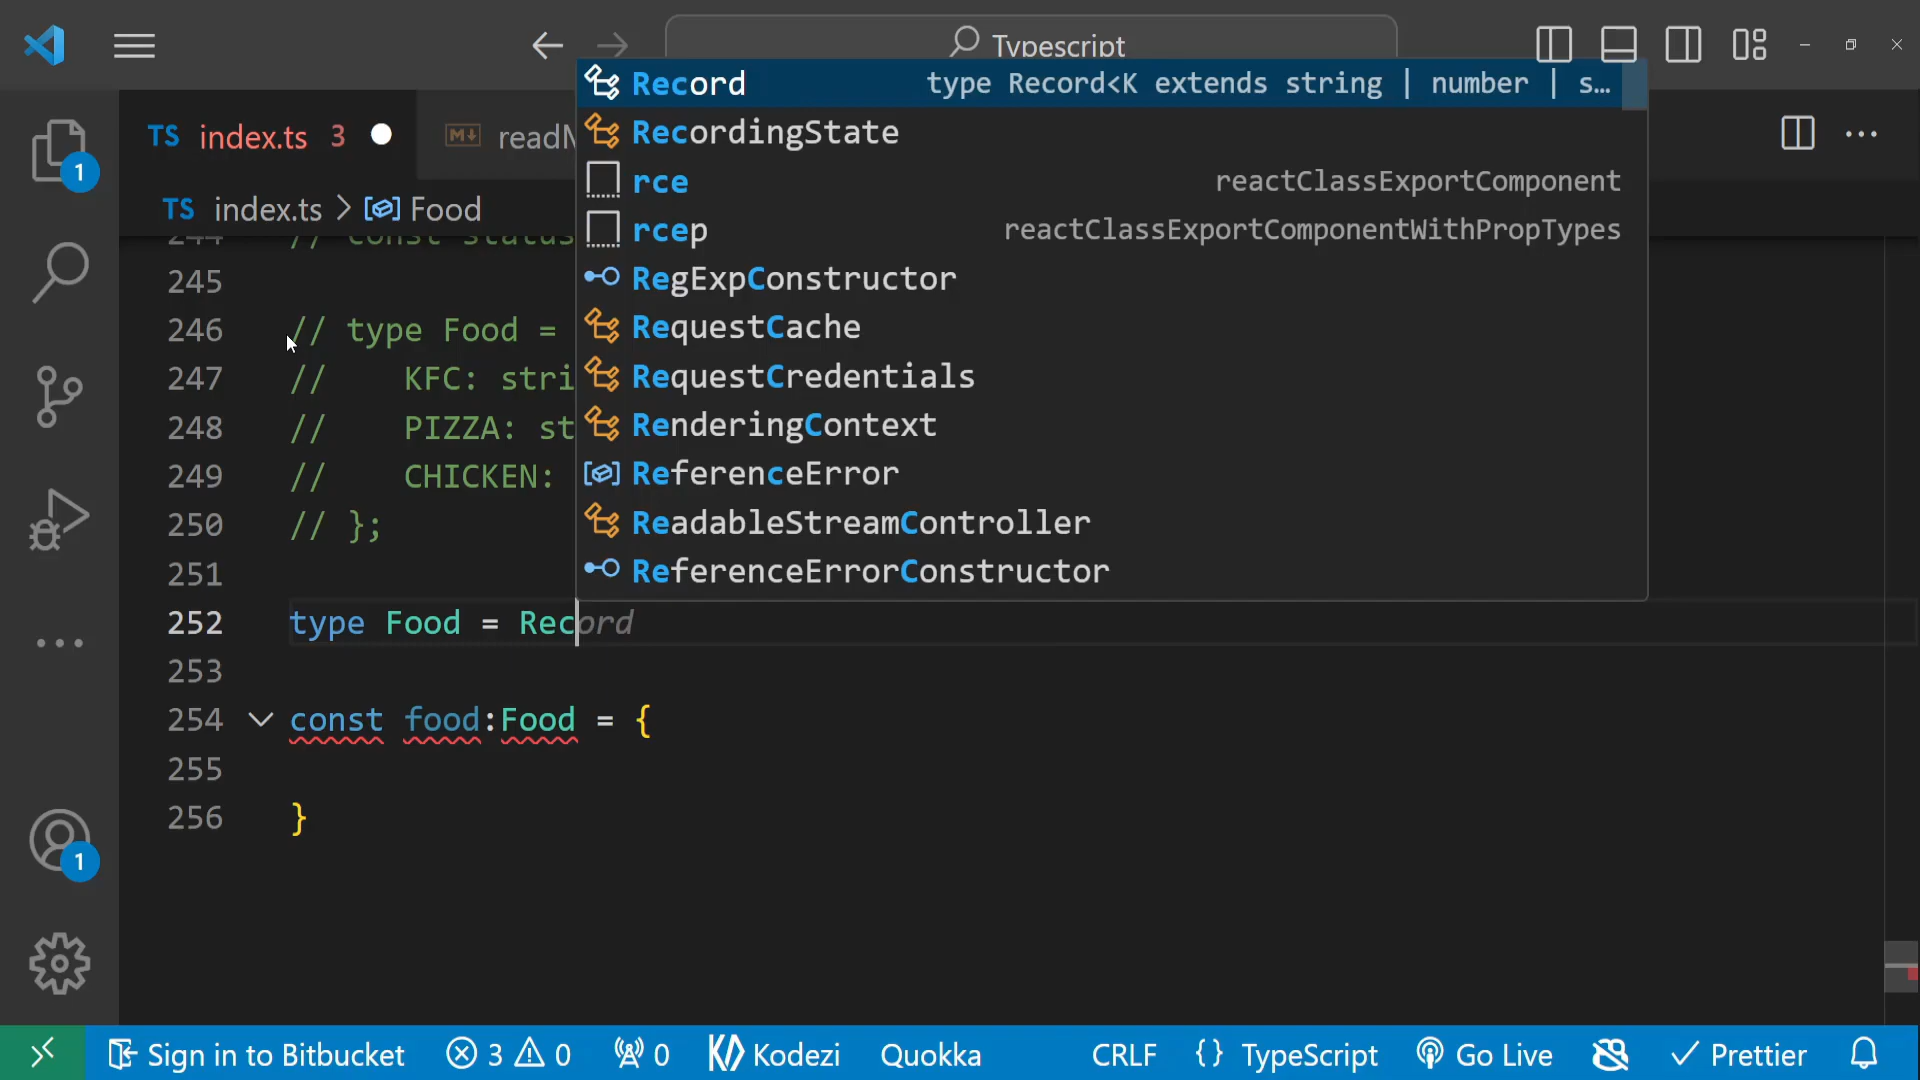 Typescript
TS index.ts 3
readM
TS index.ts > Food
1
244 // const status
245
246 // type Food =
247 // KFC: stri
248 // PIZZA: st
249 // CHICKEN:
250 // };
251
252 type Food = Record
253
254 const food:Food = {
255
256 }
Record type Record<K extends string | number | s…
RecordingState
rce reactClassExportComponent
rcep reactClassExportComponentWithPropTypes
RegExpConstructor
RequestCache
RequestCredentials
RenderingContext
ReferenceError
ReadableStreamController
ReferenceErrorConstructor
1
Sign in to Bitbucket 3 0 0 Kodezi Quokka CRLF {} TypeScript Go Live Prettier